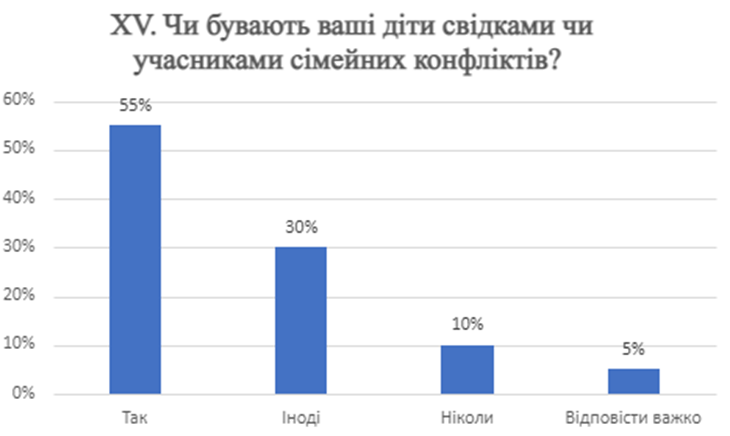 XV. Чи бувають ваші діти свідками чи
учасниками сімейних конфліктів?
60%
55%
50%
40%
30%
30%
20%
10%
10%
5%
0%
Так
Іноді
Ніколи
Відповісти важко